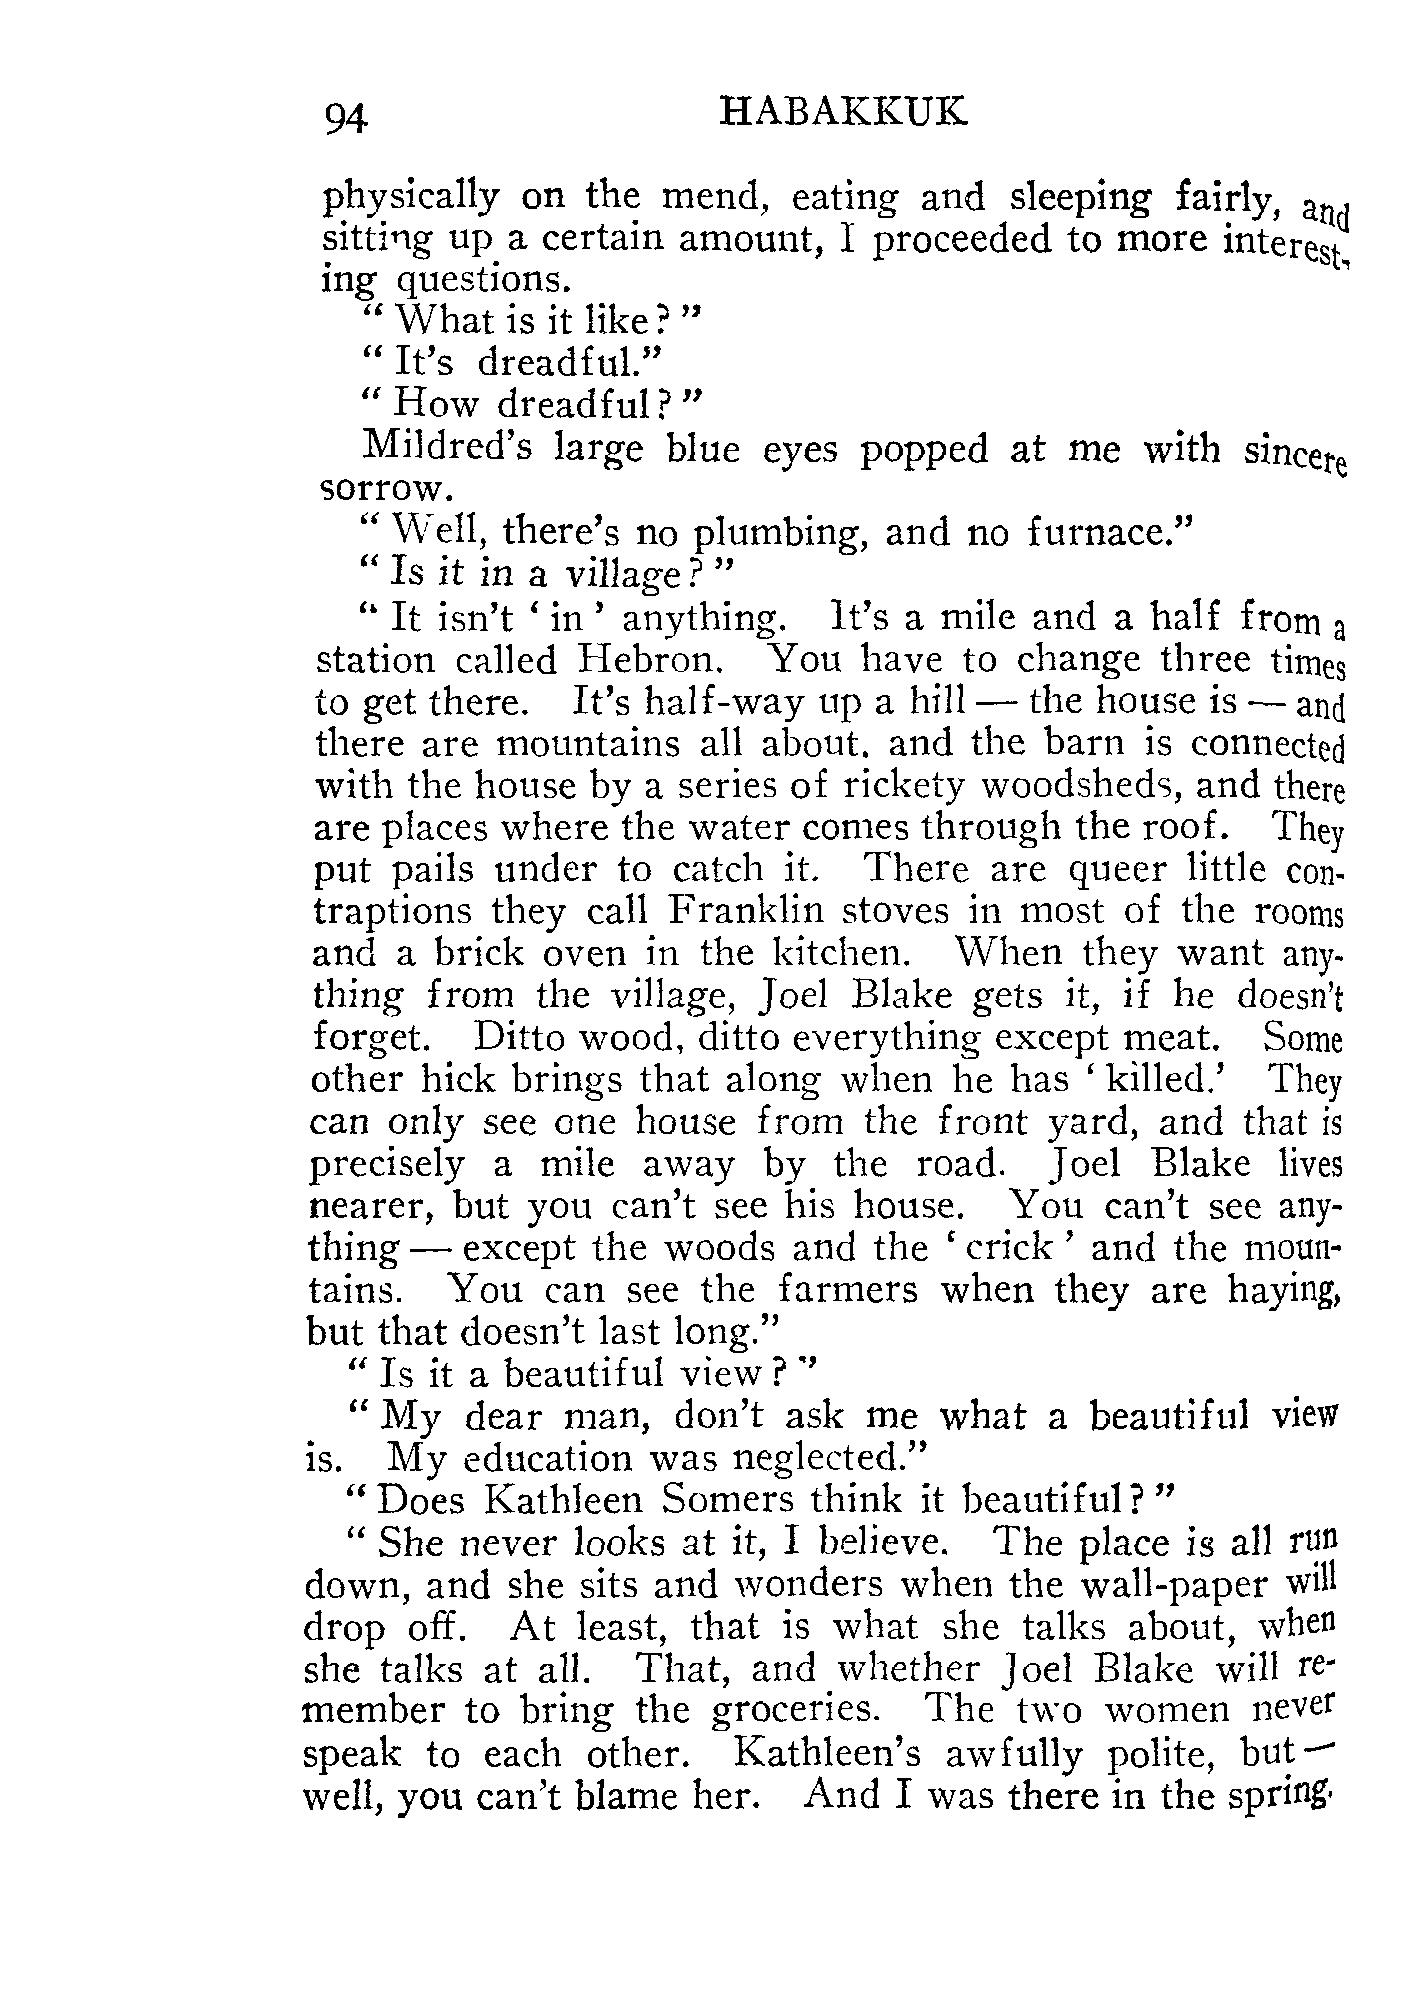 94 HABAKKUK
physically on the mend, eating and sleeping fairly, and
sitting up a certain amount, I proceeded to more interest-
ing questions.
" What is it like? "
" It's dreadful."
" How dreadful? "
Mildred's large blue eyes popped at me with sincere
sorrow.
" Well, there's no plumbing, and no furnace."
" Is it in a village? "
" It isn't ‘ in ’ anything. It's a mile and a half from a
station called Hebron. You have to change three times
to get there. It's half-way up a hill — the house is — and
there are mountains all about, and the barn is connected
with the house by a series of rickety woodsheds, and there
are places where the water comes through the roof. They
put pails under to catch it. There are queer little con-
traptions they call Franklin stoves in most of the rooms
and a brick oven in the kitchen. When they want any-
thing from the village, Joel Blake gets it, if he doesn't
forget. Ditto wood, ditto everything except meat. Some
other hick brings that along when he has ‘ killed.’ They
can only see one house from the front yard, and that is
precisely a mile away by the road. Joel Blake lives
nearer, but you can't see his house. You can't see any-
thing — except the woods and the ‘ crick ’ and the moun-
tains. You can see the farmers when they are haying,
but that doesn't last long."
" Is it a beautiful view? "
" My dear man, don't ask me what a beautiful view
is. My education was neglected."
" Does Kathleen Somers think it beautiful? "
" She never looks at it, I believe. The place is all run
down, and she sits and wonders when the wall-paper will
drop off. At least, that is what she talks about, when
she talks at all. That, and whether Joel Blake will re-
member to bring the groceries. The two women never
speak to each other. Kathleen's awfully polite, but —
well, you can't blame her. And I was there in the spring.